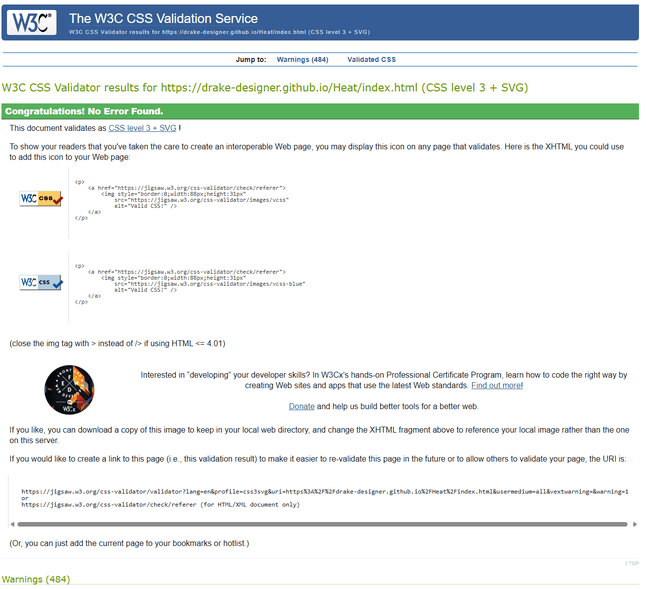 W3C®
The W3C CSS Validation Service
W3C CSS Validator results for https://drake-designer.github.io/Heat/index.html (CSS level 3 + SVG)
Jump to: Warnings (484) Validated CSS
W3C CSS Validator results for https://drake-designer.github.io/Heat/index.html (CSS level 3 + SVG)
Congratulations! No Error Found.
This document validates as CSS level 3 + SVG !
To show your readers that you've taken the care to create an interoperable Web page, you may display this icon on any page that validates. Here is the XHTML you could use
to add this icon to your Web page:
W3C css
<p>
<a href="https://jigsaw.w3.org/css-validator/check/referer">
<img style="border:0;width:88px;height:31px"
src="https://jigsaw.w3.org/css-validator/images/vcss"
alt="Valid CSS!" />
</a>
</p>
W3C css
<p>
<a href="https://jigsaw.w3.org/css-validator/check/referer">
<img style="border:0;width:88px;height:31px"
src="https://jigsaw.w3.org/css-validator/images/vcss-blue"
alt="Valid CSS!" />
</a>
</p>
(close the img tag with > instead of /> if using HTML <= 4.01)
Interested in "developing" your developer skills? In W3Cx's hands-on Professional Certificate Program, learn how to code the right way by
creating Web sites and apps that use the latest Web standards. Find out more!
Donate and help us build better tools for a better web.
If you like, you can download a copy of this image to keep in your local web directory, and change the XHTML fragment above to reference your local image rather than the one
on this server.
If you would like to create a link to this page (i.e., this validation result) to make it easier to re-validate this page in the future or to allow others to validate your page, the URI is:
https://jigsaw.w3.org/css-validator/validator?lang=en&profile=css3svg&uri=https%3A%2F%2Fdrake-designer.github.io%2FHeat%2Findex.html&usermedium=all&vextwarning=&warning=1
or
https://jigsaw.w3.org/css-validator/check/referer (for HTML/XML document only)
(Or, you can just add the current page to your bookmarks or hotlist.)
↑ TOP
Warnings (484)